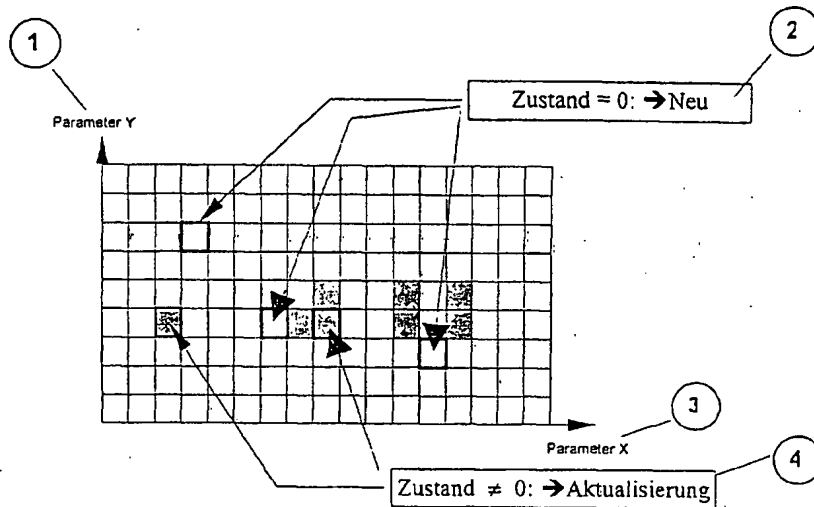 1
2
Zustand = 0: ➔Neu
Parameter Y
3
Parameter X
4
Zustand ≠ 0: ➔Aktualisierung